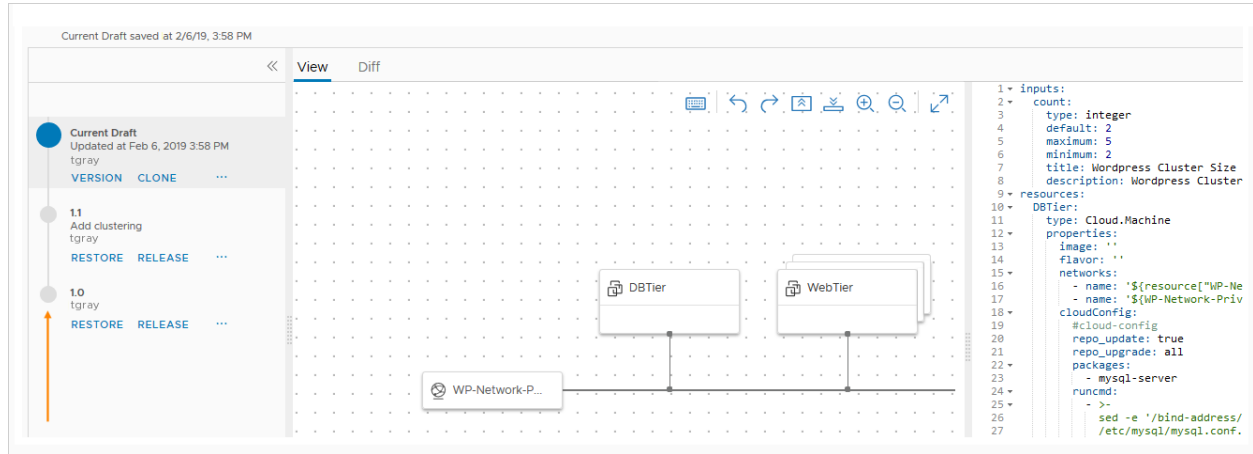 Current Draft saved at 2/6/19, 3:58 PM
View Diff
Current Draft
Updated at Feb 6, 2019 3:58 PM
tgray
VERSION CLONE ...
1.1
Add clustering
tgray
RESTORE RELEASE ...
1.0
tgray
RESTORE RELEASE ...
DBTier
WebTier
WP-Network-P...
1 inputs:
2 count:
3 type: integer
4 default: 2
5 maximum: 5
6 minimum: 2
7 title: Wordpress Cluster Size
8 description: Wordpress Cluster
9 resources:
10 DBTier:
11 type: Cloud.Machine
12 properties:
13 image: ''
14 flavor: ''
15 networks:
16 - name: '${resource["WP-Ne
17 - name: '${WP-Network-Priv
18 cloudConfig:
19 #cloud-config
20 repo_update: true
21 repo_upgrade: all
22 packages:
23 - mysql-server
24 runcmd:
25 - >-
26 sed -e '/bind-address/
27 /etc/mysql/mysql.conf.